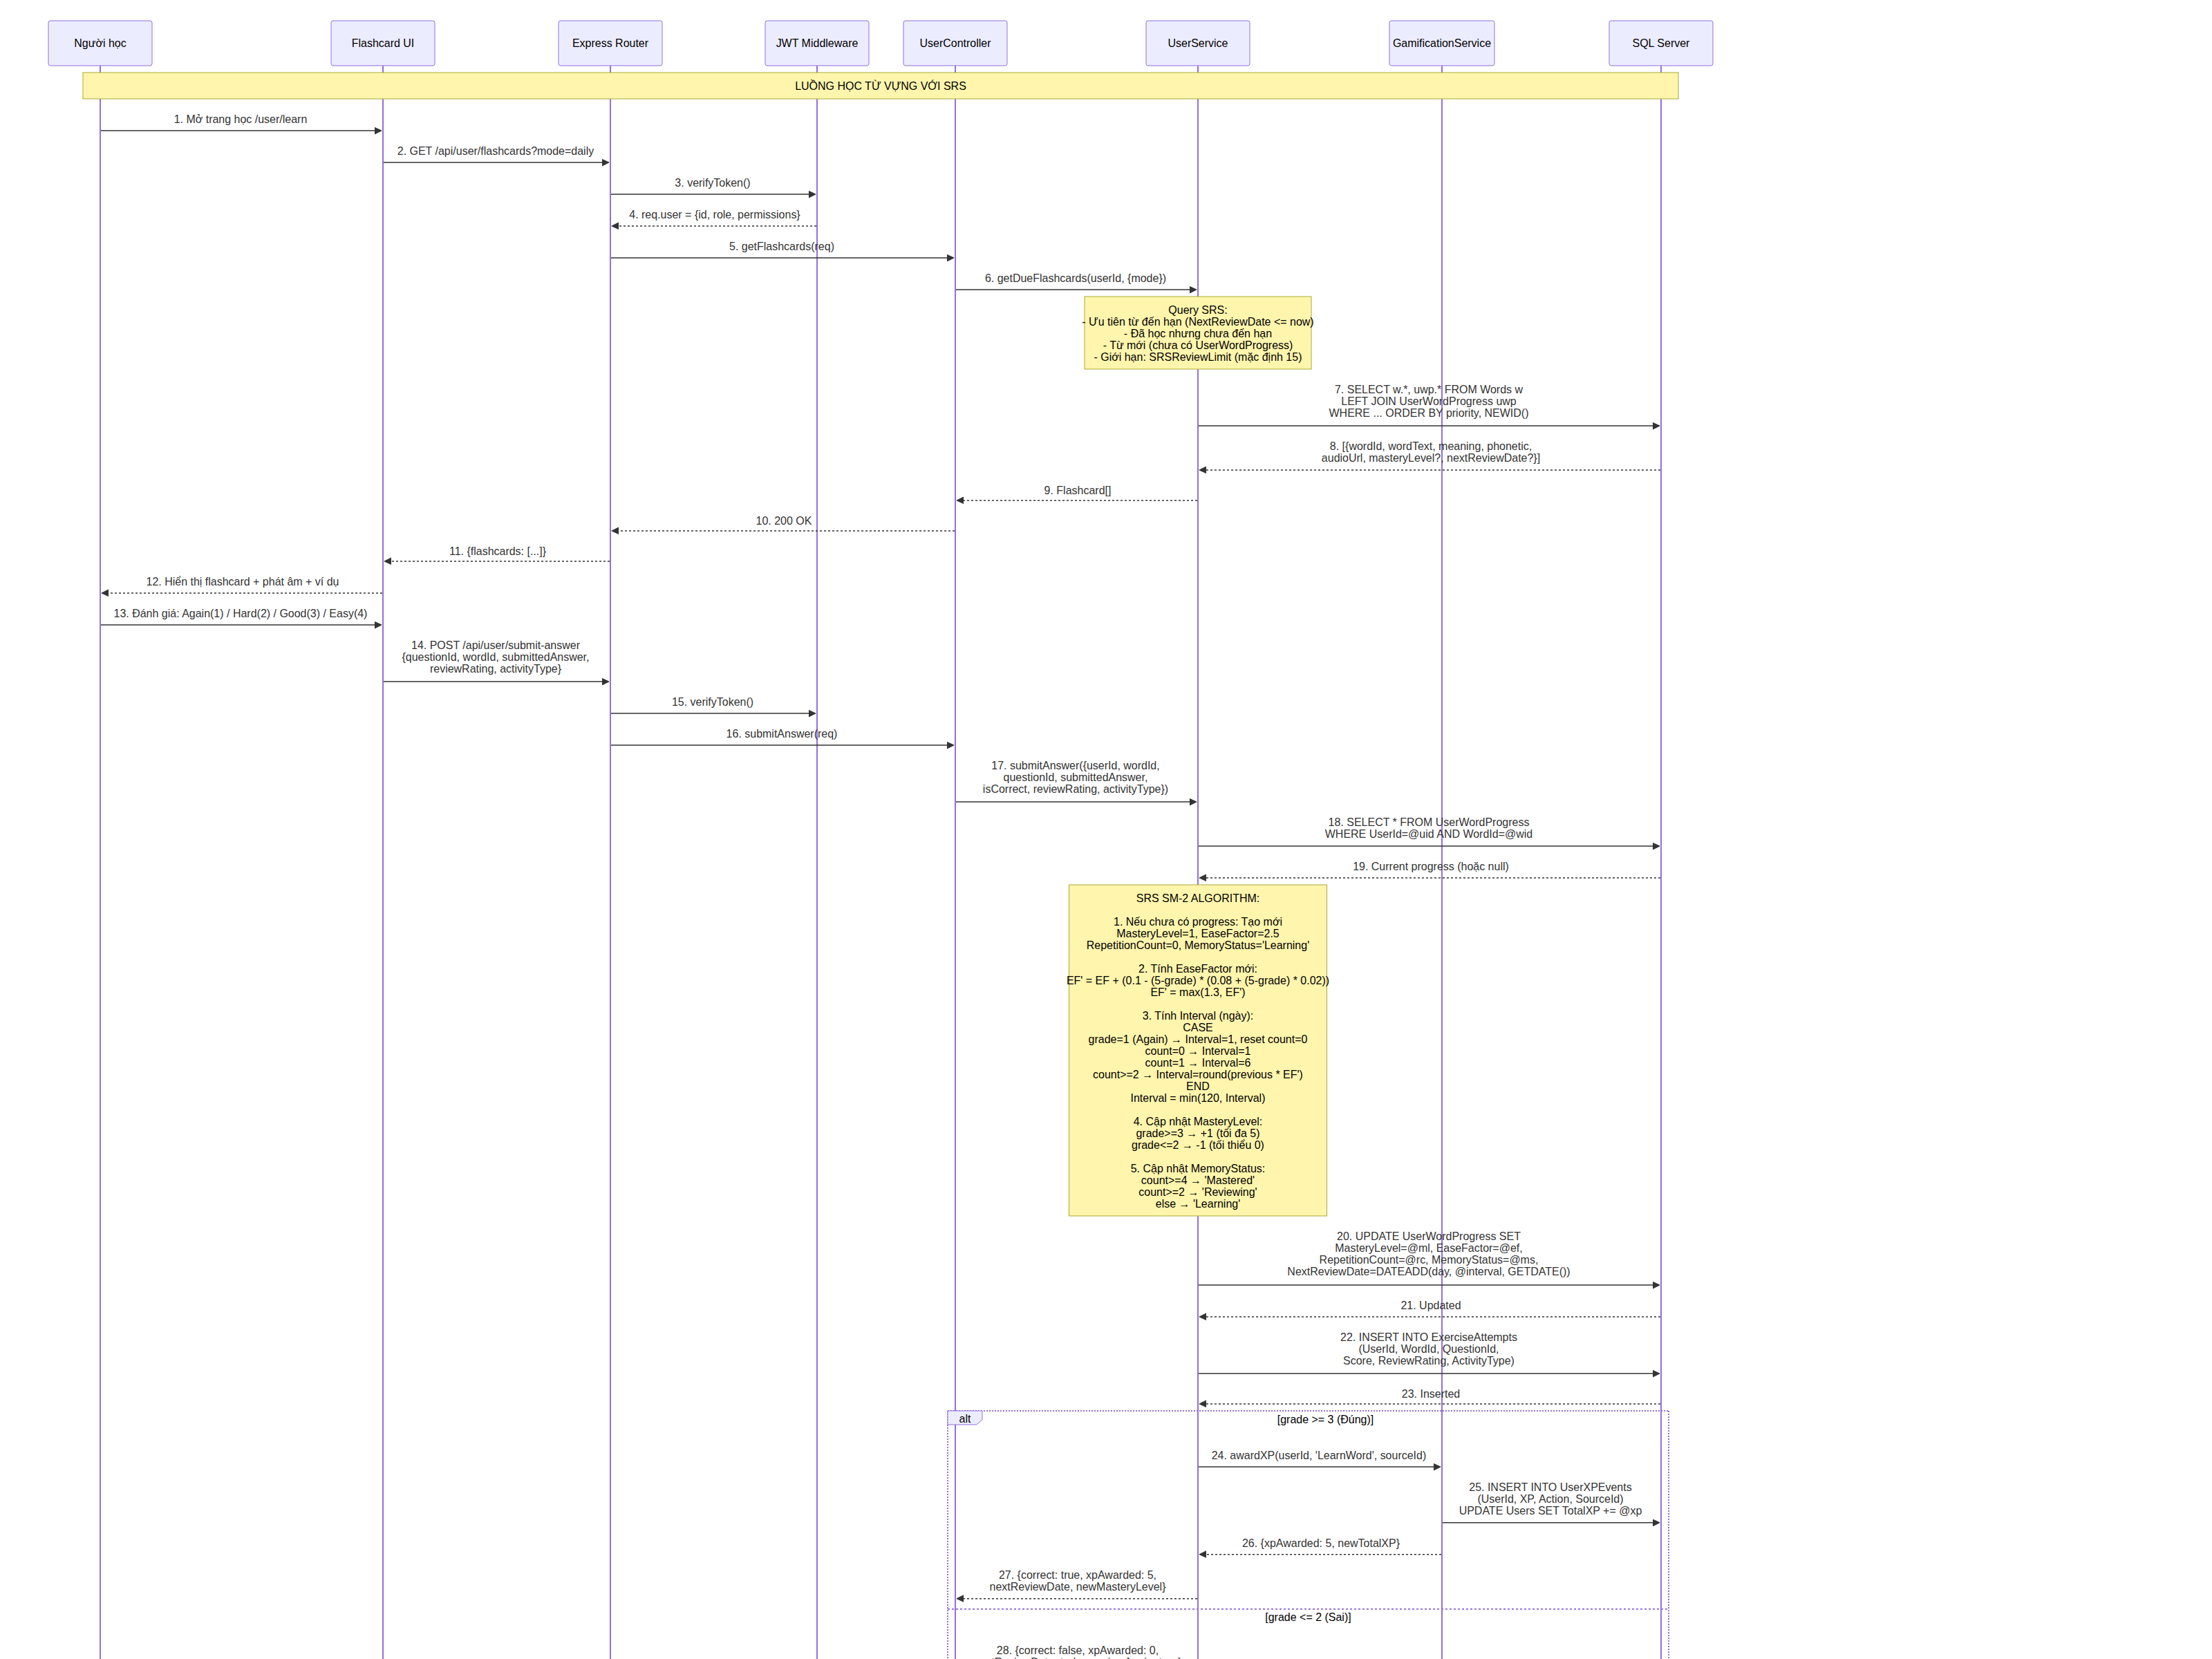 Người học
Flashcard UI
Express Router
JWT Middleware
UserController
UserService
GamificationService
SQL Server
LUỒNG HỌC TỪ VỰNG VỚI SRS
1. Mở trang học /user/learn
2. GET /api/user/flashcards?mode=daily
3. verifyToken()
4. req.user = {id, role, permissions}
5. getFlashcards(req)
6. getDueFlashcards(userId, {mode})
Query SRS:
- Ưu tiên từ đến hạn (NextReviewDate <= now)
- Đã học nhưng chưa đến hạn
- Từ mới (chưa có UserWordProgress)
- Giới hạn: SRSReviewLimit (mặc định 15)
7. SELECT w.*, uwp.* FROM Words w
LEFT JOIN UserWordProgress uwp
WHERE ... ORDER BY priority, NEWID()
8. [{wordId, wordText, meaning, phonetic,
audioUrl, masteryLevel?, nextReviewDate?}]
9. Flashcard[]
10. 200 OK
11. {flashcards: [...]}
12. Hiển thị flashcard + phát âm + ví dụ
13. Đánh giá: Again(1) / Hard(2) / Good(3) / Easy(4)
14. POST /api/user/submit-answer
{questionId, wordId, submittedAnswer,
reviewRating, activityType}
15. verifyToken()
16. submitAnswer(req)
17. submitAnswer({userId, wordId,
questionId, submittedAnswer,
isCorrect, reviewRating, activityType})
18. SELECT * FROM UserWordProgress
WHERE UserId=@uid AND WordId=@wid
19. Current progress (hoặc null)
SRS SM-2 ALGORITHM:
1. Nếu chưa có progress: Tạo mới
MasteryLevel=1, EaseFactor=2.5
RepetitionCount=0, MemoryStatus='Learning'
2. Tính EaseFactor mới:
EF' = EF + (0.1 - (5-grade) * (0.08 + (5-grade) * 0.02))
EF' = max(1.3, EF')
3. Tính Interval (ngày):
CASE
grade=1 (Again) → Interval=1, reset count=0
count=0 → Interval=1
count=1 → Interval=6
count>=2 → Interval=round(previous * EF')
END
Interval = min(120, Interval)
4. Cập nhật MasteryLevel:
grade>=3 → +1 (tối đa 5)
grade<=2 → -1 (tối thiểu 0)
5. Cập nhật MemoryStatus:
count>=4 → 'Mastered'
count>=2 → 'Reviewing'
else → 'Learning'
20. UPDATE UserWordProgress SET
MasteryLevel=@ml, EaseFactor=@ef,
RepetitionCount=@rc, MemoryStatus=@ms,
NextReviewDate=DATEADD(day, @interval, GETDATE())
21. Updated
22. INSERT INTO ExerciseAttempts
(UserId, WordId, QuestionId,
Score, ReviewRating, ActivityType)
23. Inserted
alt
[grade >= 3 (Đúng)]
24. awardXP(userId, 'LearnWord', sourceId)
25. INSERT INTO UserXPEvents
(UserId, XP, Action, SourceId)
UPDATE Users SET TotalXP += @xp
26. {xpAwarded: 5, newTotalXP}
27. {correct: true, xpAwarded: 5,
nextReviewDate, newMasteryLevel}
[grade <= 2 (Sai)]
28. {correct: false, xpAwarded: 0,